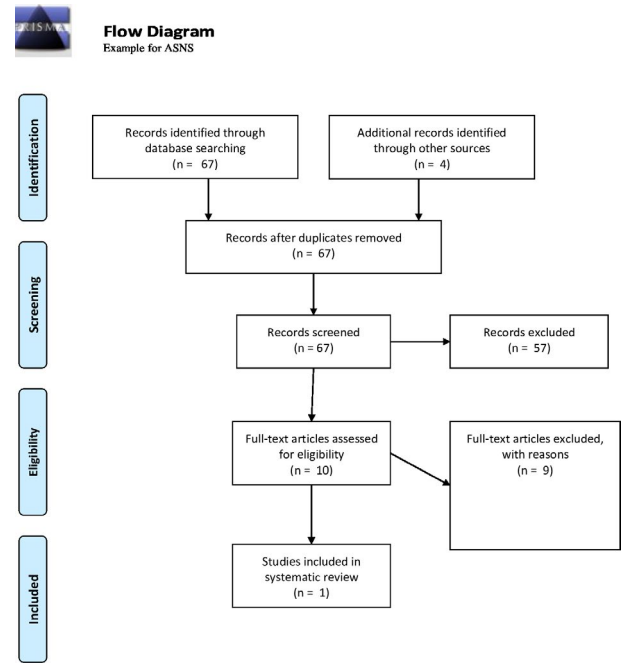 PRISMA
Flow Diagram
Example for ASNS
Identification
Records identified through
database searching
(n = 67)
Additional records identified
through other sources
(n = 4)
Records after duplicates removed
(n = 67)
Screening
Records screened
(n = 67)
Records excluded
(n = 57)
Eligibility
Full-text articles assessed
for eligibility
(n = 10)
Full-text articles excluded,
with reasons
(n = 9)
Included
Studies included in
systematic review
(n = 1)